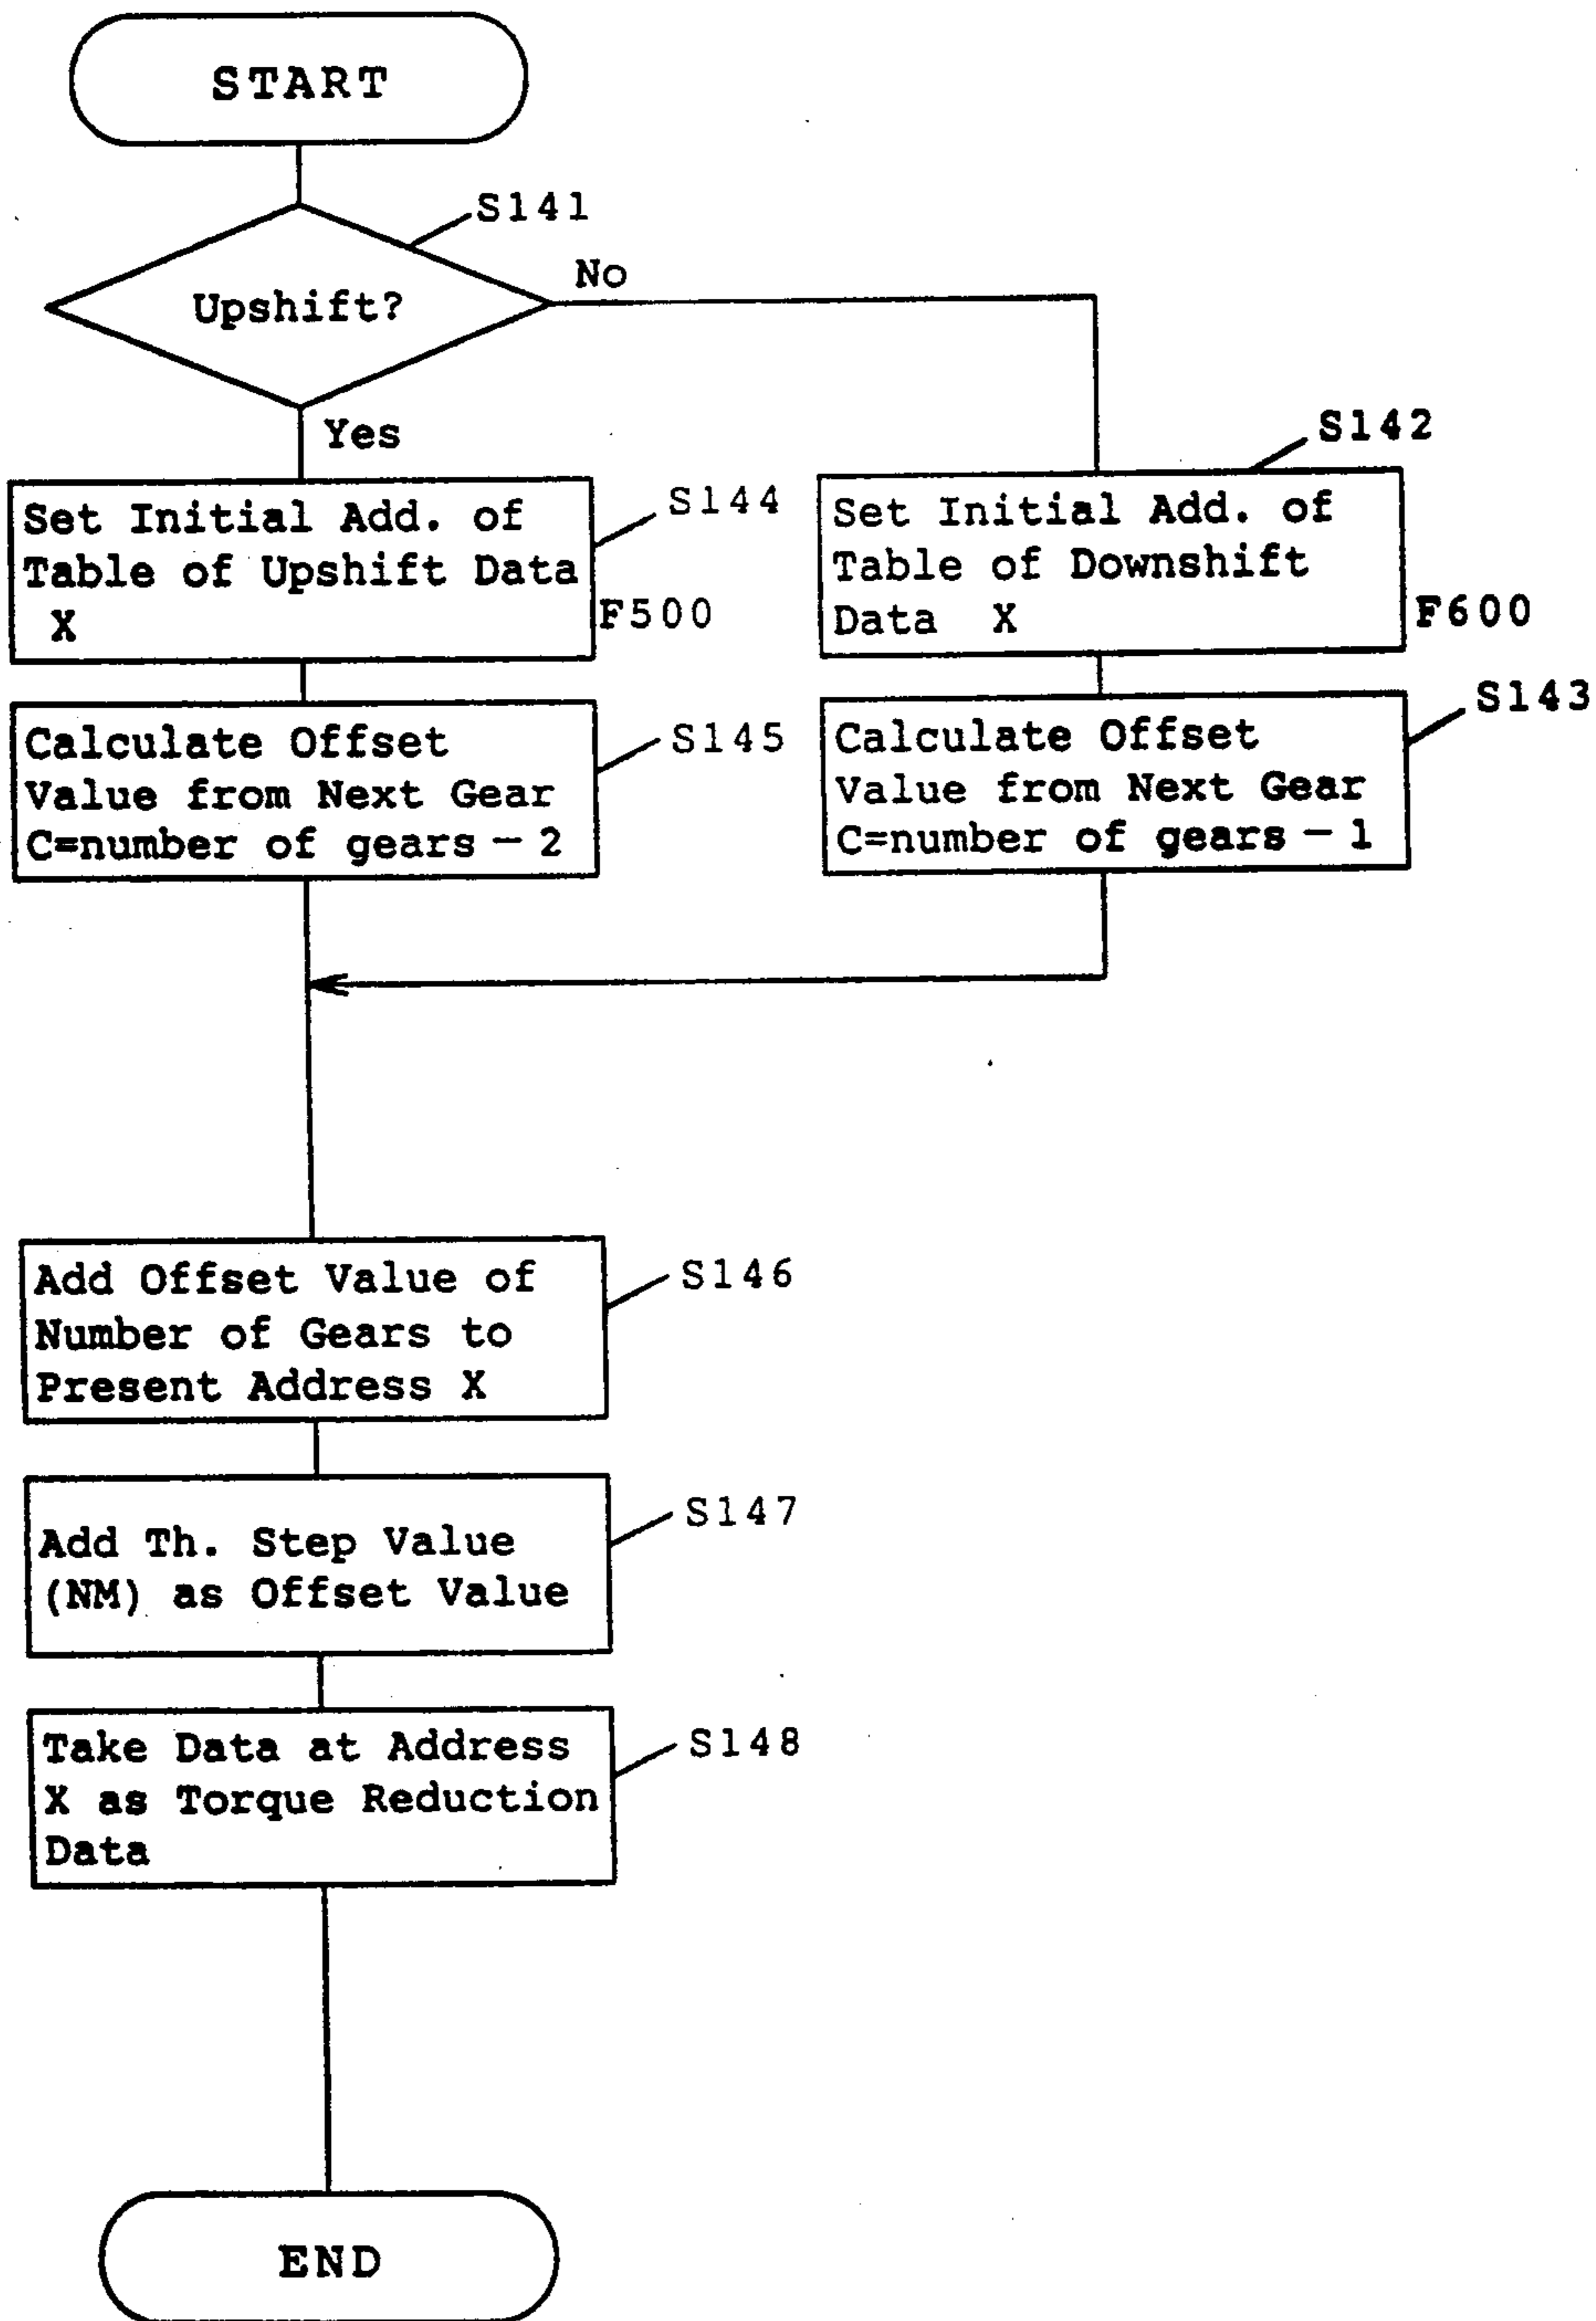 START
S141
Upshift?
No
Yes
S144
Set Initial Add. of
Table of Upshift Data
X
F500
S142
Set Initial Add. of
Table of Downshift
Data X
F600
S145
Calculate Offset
Value from Next Gear
C=number of gears — 2
S143
Calculate Offset
Value from Next Gear
C=number of gears — 1
S146
Add Offset Value of
Number of Gears to
Present Address X
S147
Add Th. Step Value
(NM) as Offset Value
S148
Take Data at Address
X as Torque Reduction
Data
END